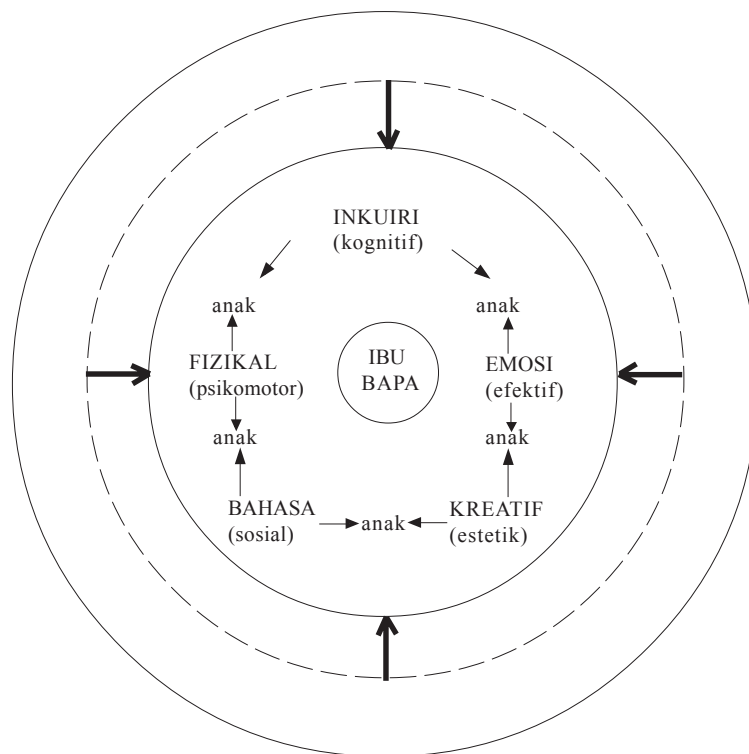 INKUIRI
(kognitif)
anak
anak
FIZIKAL
(psikomotor)
IBU
BAPA
EMOSI
(efektif)
anak
anak
BAHASA
(sosial)
anak
KREATIF
(estetik)